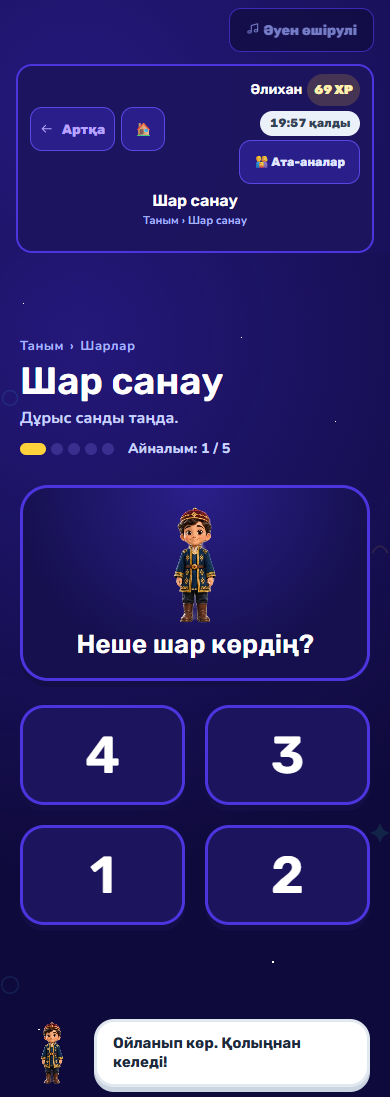 Әуен өшірулі
Әлихан 69 XP
← Артқа
19:57 қалды
Ата-аналар
Шар санау
Таным › Шар санау
Таным › Шарлар
Шар санау
Дұрыс санды таңда.
Айналым: 1 / 5
Неше шар көрдің?
4 3
1 2
Ойланып көр. Қолыңнан
келеді!